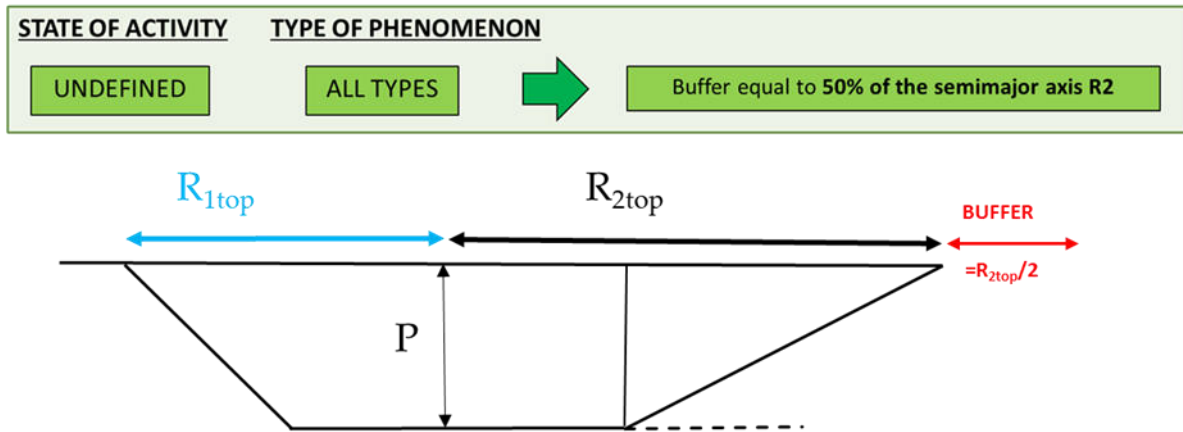 STATE OF ACTIVITY TYPE OF PHENOMENON
UNDEFINED ALL TYPES Buffer equal to 50% of the semimajor axis R2
R1top R2top BUFFER
=R2top/2
P